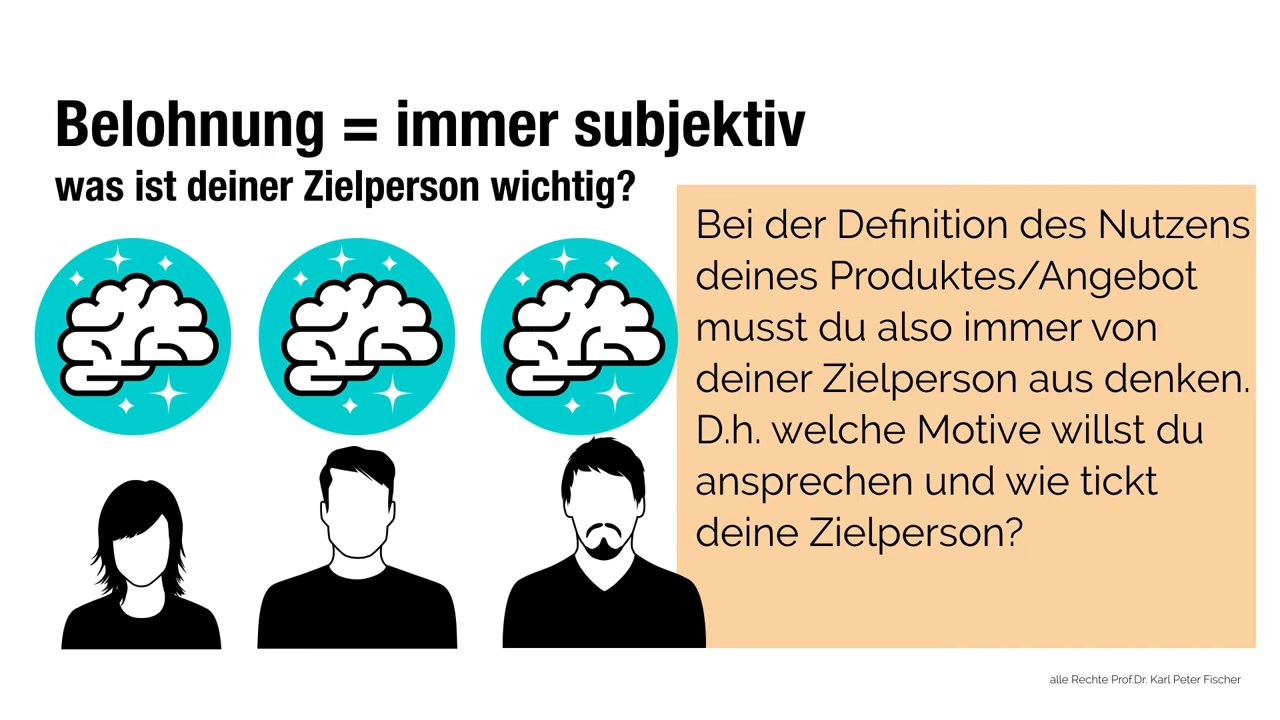 Belohnung = immer subjektiv
was ist deiner Zielperson wichtig?
Bei der Definition des Nutzens
deines Produktes/Angebot
musst du also immer von
deiner Zielperson aus denken.
D.h. welche Motive willst du
ansprechen und wie tickt
deine Zielperson?
alle Rechte Prof.Dr. Karl Peter Fischer